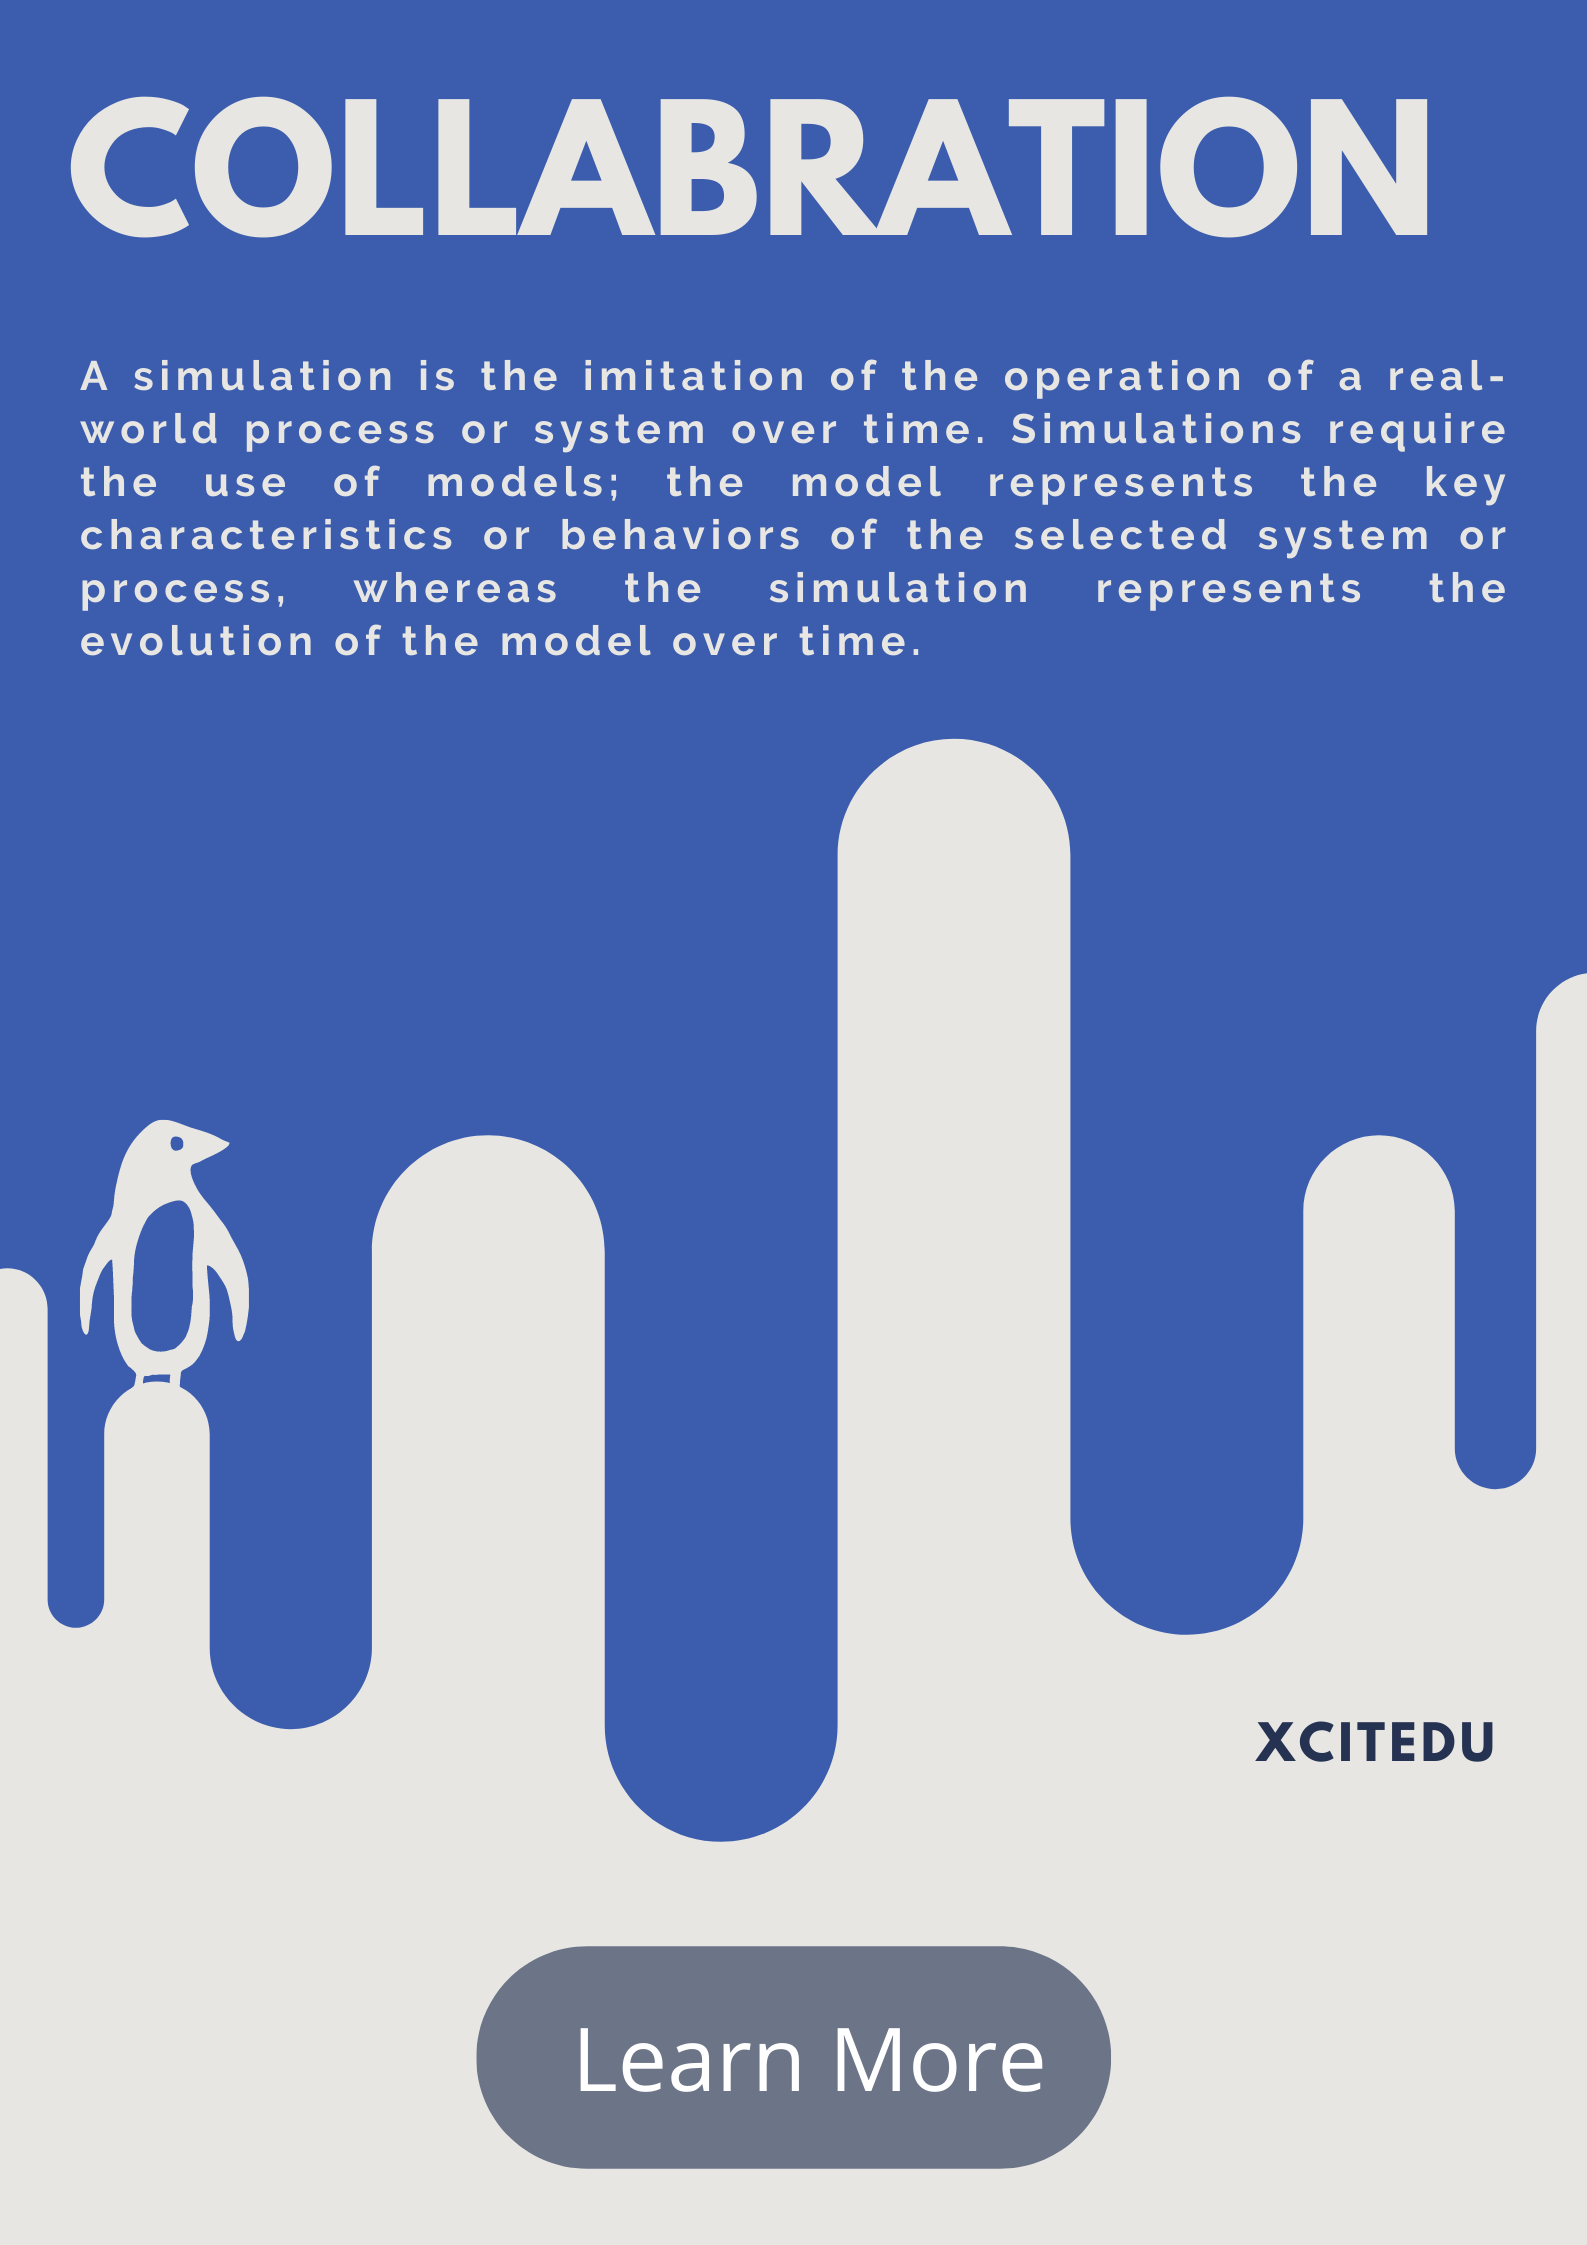 COLLABRATION
A simulation is the imitation of the operation of a real-
world process or system over time. Simulations require
the use of models; the model represents the key
characteristics or behaviors of the selected system or
process, whereas the simulation represents the
evolution of the model over time.
XCITEDU
Learn More